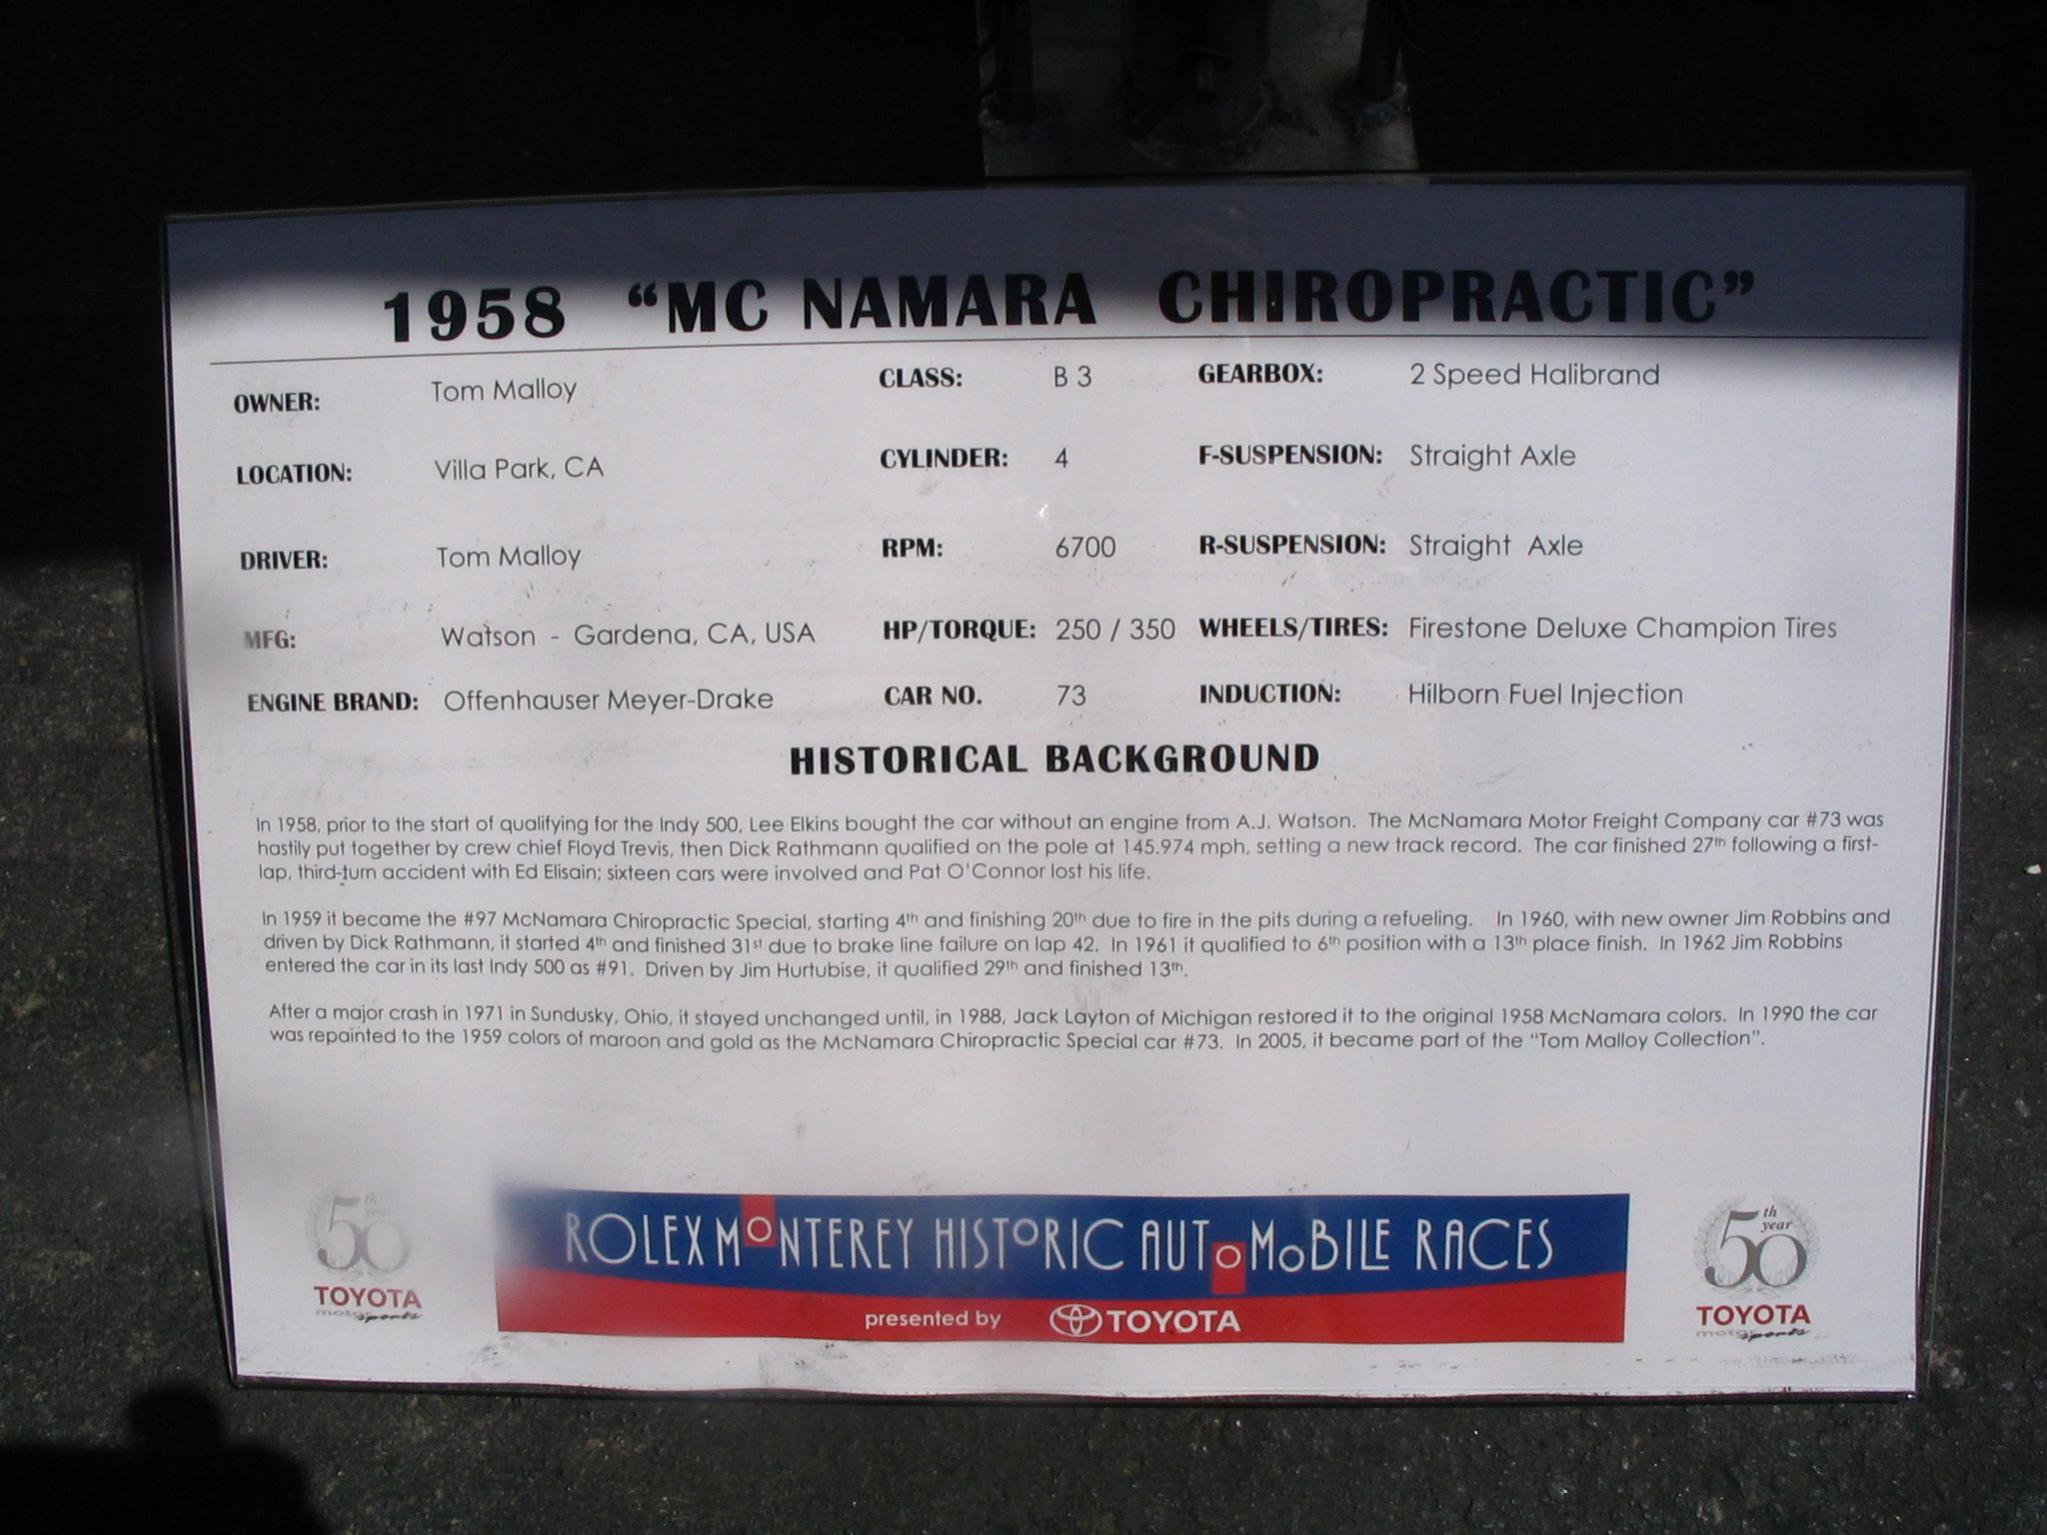 1958 "MC NAMARA CHIROPRACTIC"
OWNER: Tom Malloy CLASS: B 3 GEARBOX: 2 Speed Halibrand
LOCATION: Villa Park, CA CYLINDER: 4 F-SUSPENSION: Straight Axle
DRIVER: Tom Malloy RPM: 6700 R-SUSPENSION: Straight Axle
MFG: Watson - Gardena, CA, USA HP/TORQUE: 250 / 350 WHEELS/TIRES: Firestone Deluxe Champion Tires
ENGINE BRAND: Offenhauser Meyer-Drake CAR NO. 73 INDUCTION: Hilborn Fuel Injection
HISTORICAL BACKGROUND
In 1958, prior to the start of qualifying for the Indy 500, Lee Elkins bought the car without an engine from A.J. Watson. The McNamara Motor Freight Company car #73 was
hastily put together by crew chief Floyd Trevis, then Dick Rathmann qualified on the pole at 145.974 mph, setting a new track record. The car finished 27th following a first-
lap, third-turn accident with Ed Elisain; sixteen cars were involved and Pat O'Connor lost his life.
In 1959 it became the #97 McNamara Chiropractic Special, starting 4th and finishing 20th due to fire in the pits during a refueling. In 1960, with new owner Jim Robbins and
driven by Dick Rathmann, it started 4th and finished 31st due to brake line failure on lap 42. In 1961 it qualified to 6th position with a 13th place finish. In 1962 Jim Robbins
entered the car in its last Indy 500 as #91. Driven by Jim Hurtubise, it qualified 29th and finished 13th.
After a major crash in 1971 in Sundusky, Ohio, it stayed unchanged until, in 1988, Jack Layton of Michigan restored it to the original 1958 McNamara colors. In 1990 the car
was repainted to the 1959 colors of maroon and gold as the McNamara Chiropractic Special car #73. In 2005, it became part of the "Tom Malloy Collection".
50th
TOYOTA
motorsports
ROLEX MONTEREY HISTORIC AUTOMOBILE RACES
presented by TOYOTA
50th year
TOYOTA
motorsports